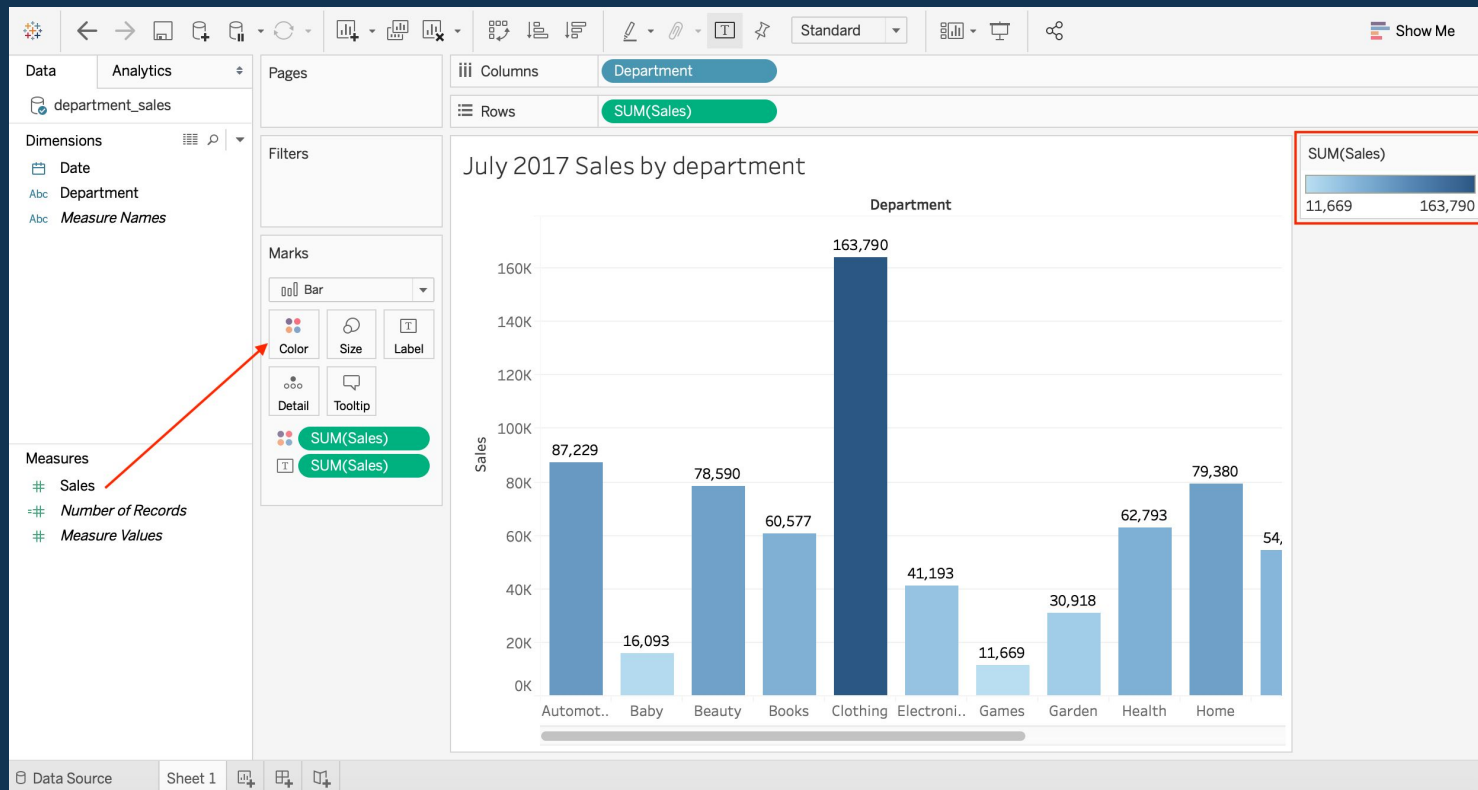 Standard
Show Me
Data
Analytics
department_sales
Dimensions
Date
Abc Department
Abc Measure Names
Measures
Sales
Number of Records
Measure Values
Pages
Filters
Marks
Bar
Color Size Label
Detail Tooltip
SUM(Sales)
SUM(Sales)
Columns Department
Rows SUM(Sales)
July 2017 Sales by department
Department
Sales
160K
140K
120K
100K
80K
60K
40K
20K
0K
87,229
16,093
78,590
60,577
163,790
41,193
11,669
30,918
62,793
79,380
54,
Automot.. Baby Beauty Books Clothing Electroni.. Games Garden Health Home
SUM(Sales)
11,669 163,790
Data Source Sheet 1